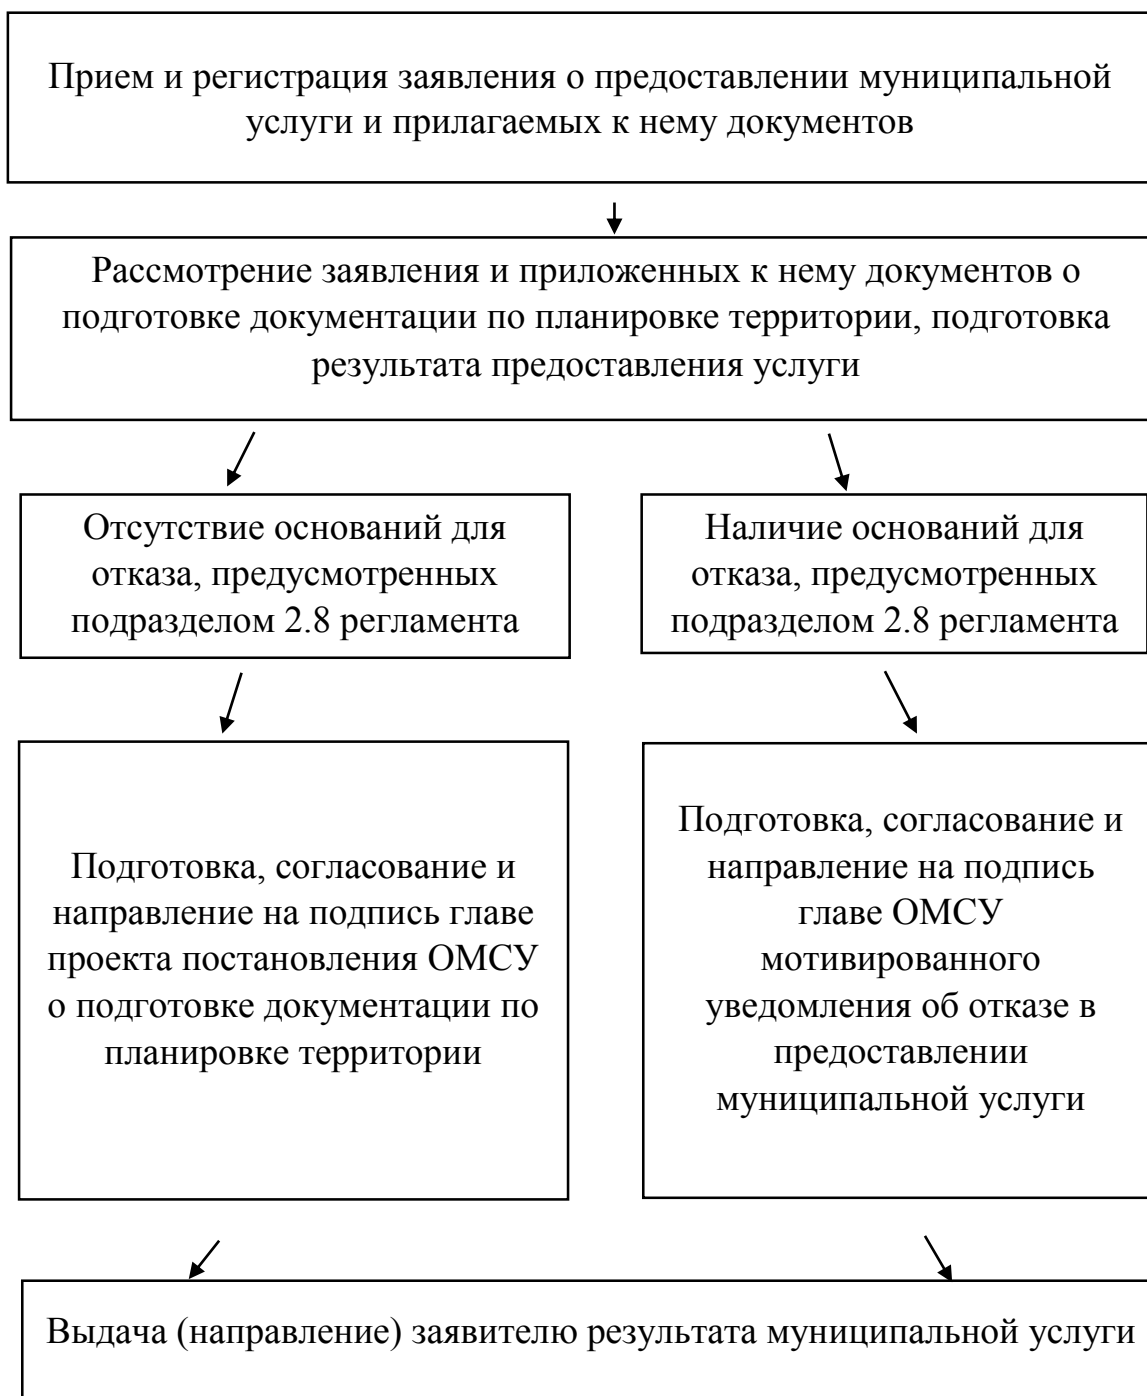 Прием и регистрация заявления о предоставлении муниципальной
услуги и прилагаемых к нему документов
Рассмотрение заявления и приложенных к нему документов о
подготовке документации по планировке территории, подготовка
результата предоставления услуги
Отсутствие оснований для
отказа, предусмотренных
подразделом 2.8 регламента
Наличие оснований для
отказа, предусмотренных
подразделом 2.8 регламента
Подготовка, согласование и
направление на подпись главе
проекта постановления ОМСУ
о подготовке документации по
планировке территории
Подготовка, согласование и
направление на подпись
главе ОМСУ
мотивированного
уведомления об отказе в
предоставлении
муниципальной услуги
Выдача (направление) заявителю результата муниципальной услуги